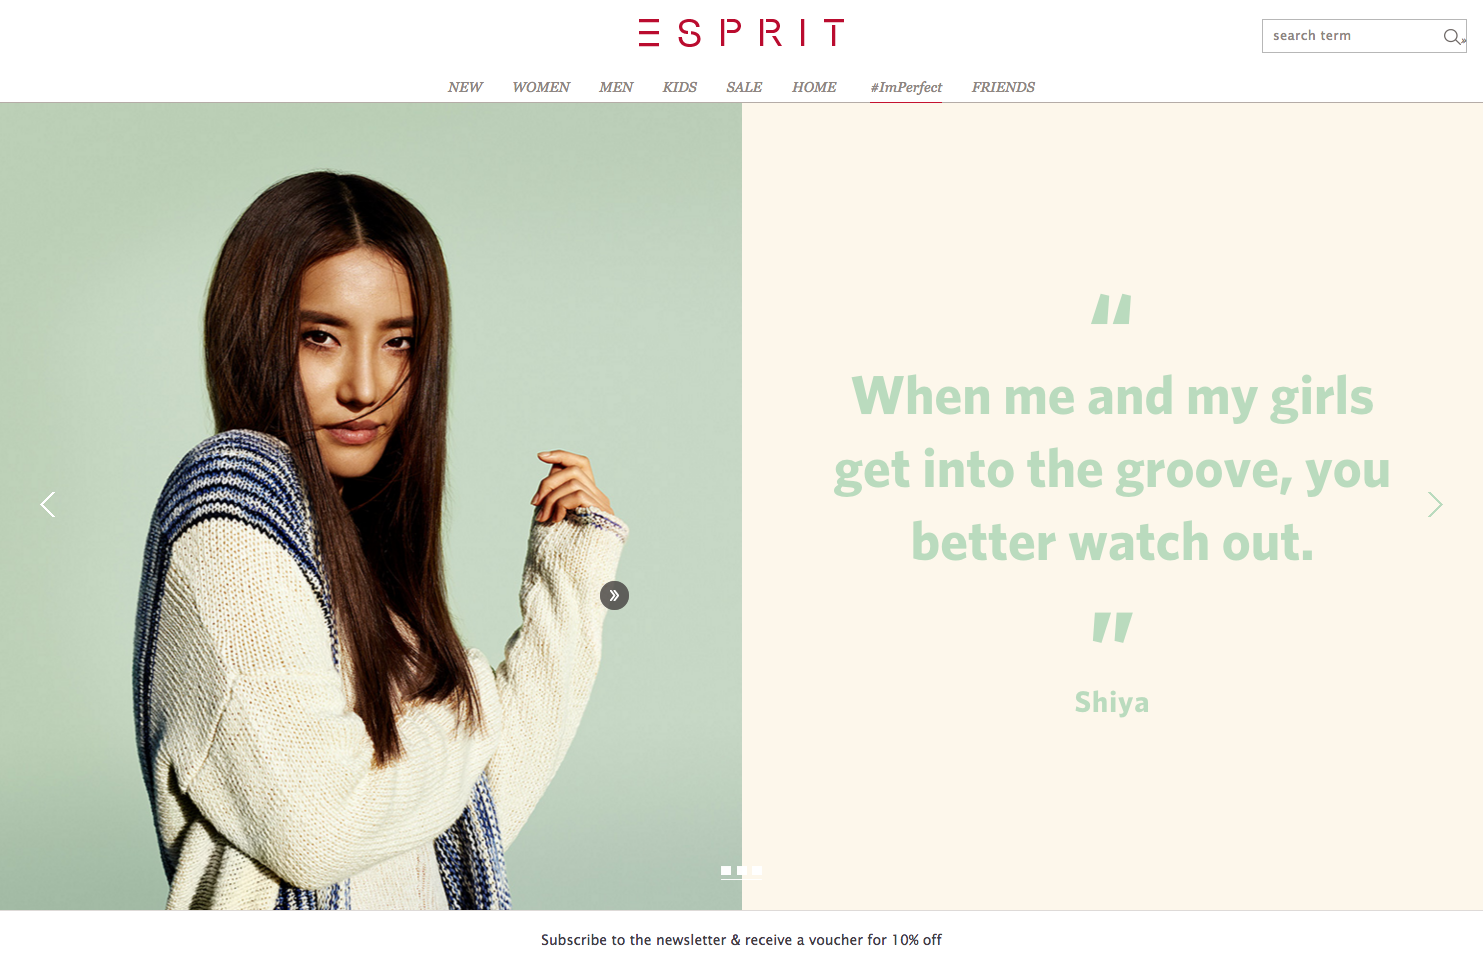 ESPRIT
search term
NEW WOMEN MEN KIDS SALE HOME #ImPerfect FRIENDS
“
When me and my girls
get into the groove, you
better watch out.
”
Shiya
Subscribe to the newsletter & receive a voucher for 10% off